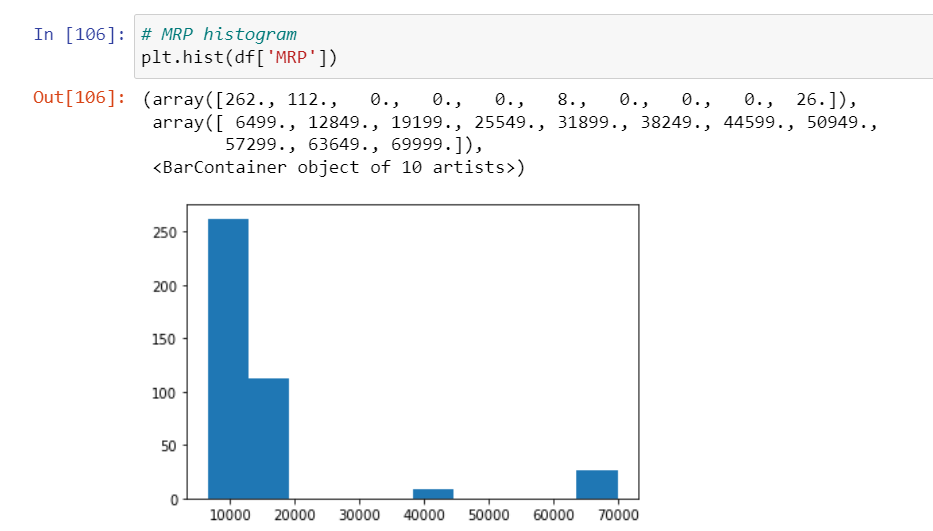 In [106]: # MRP histogram
plt.hist(df['MRP'])
Out[106]: (array([262., 112., 0., 0., 0., 8., 0., 0., 0., 26.]),
array([ 6499., 12849., 19199., 25549., 31899., 38249., 44599., 50949.,
57299., 63649., 69999.]),
<BarContainer object of 10 artists>)
250
200
150
100
50
0
10000 20000 30000 40000 50000 60000 70000